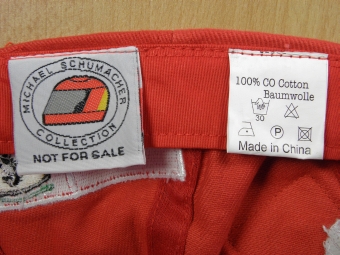 MICHAEL SCHUMACHER
COLLECTION
NOT FOR SALE
100% CO Cotton
Baumwolle
30
P
Made in China